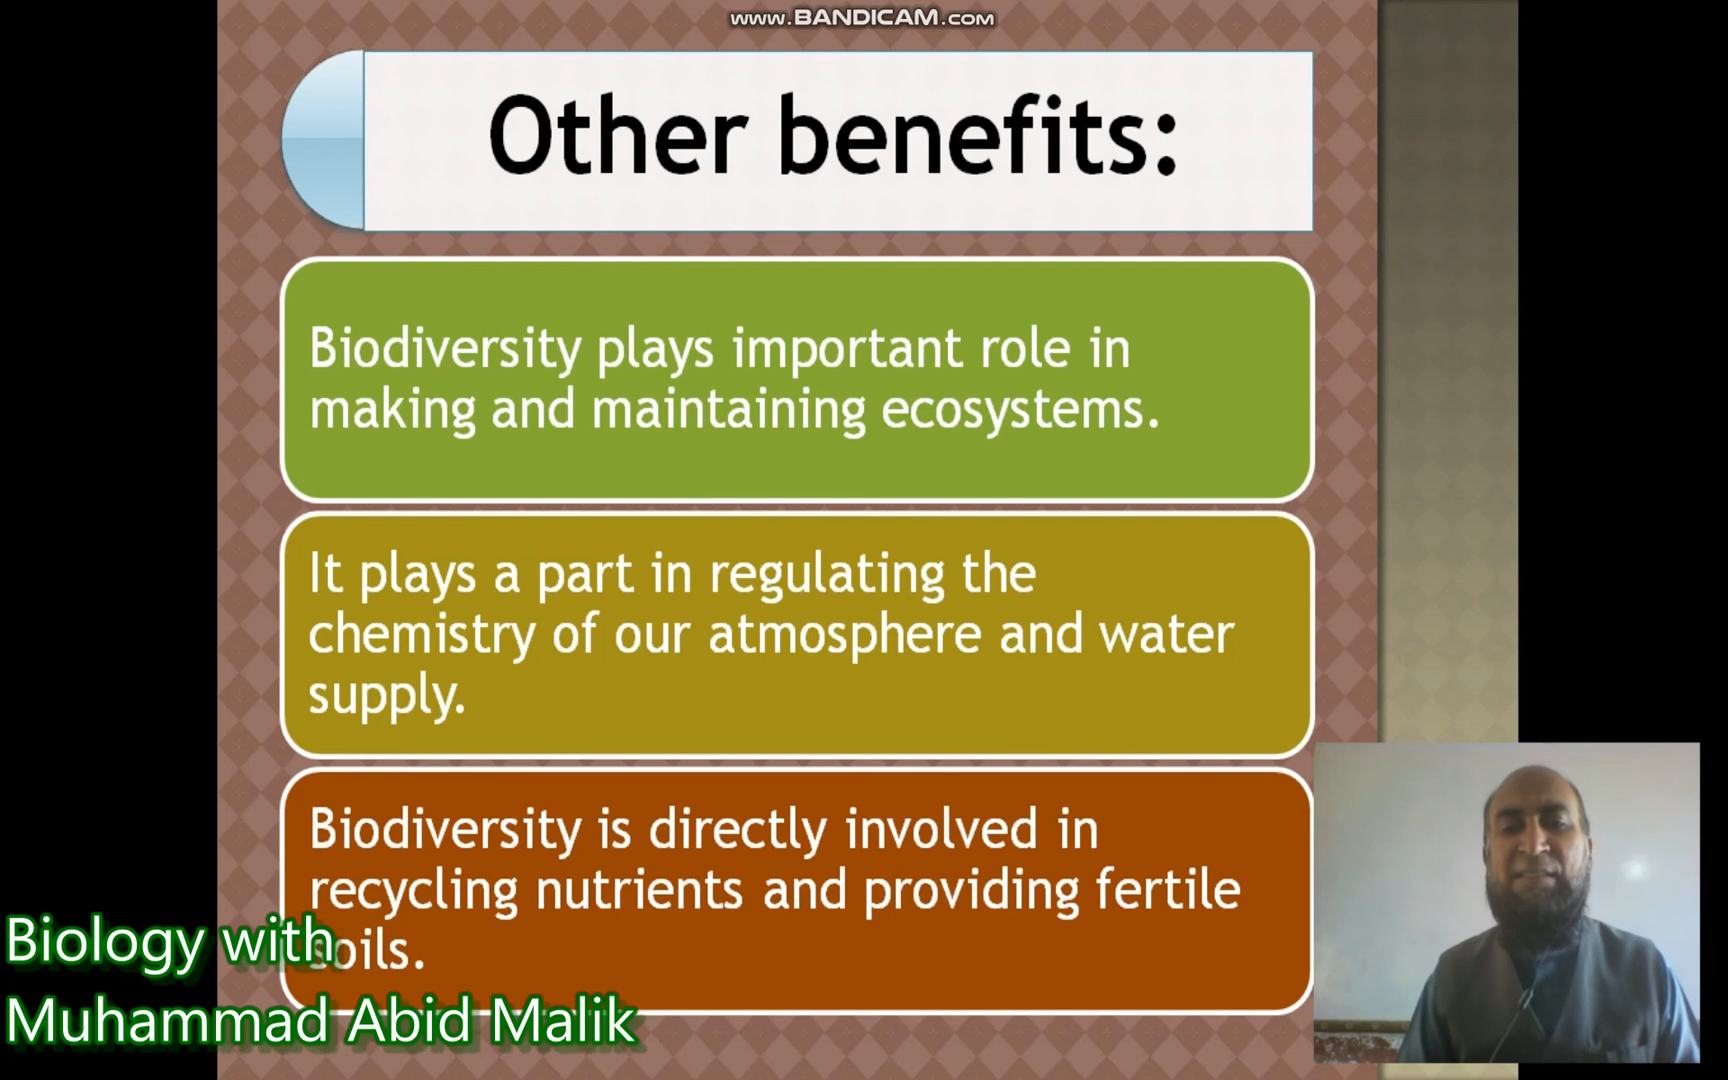 www.BANDICAM.com
Other benefits:
Biodiversity plays important role in
making and maintaining ecosystems.
It plays a part in regulating the
chemistry of our atmosphere and water
supply.
Biodiversity is directly involved in
recycling nutrients and providing fertile
soils.
Biology with
Muhammad Abid Malik